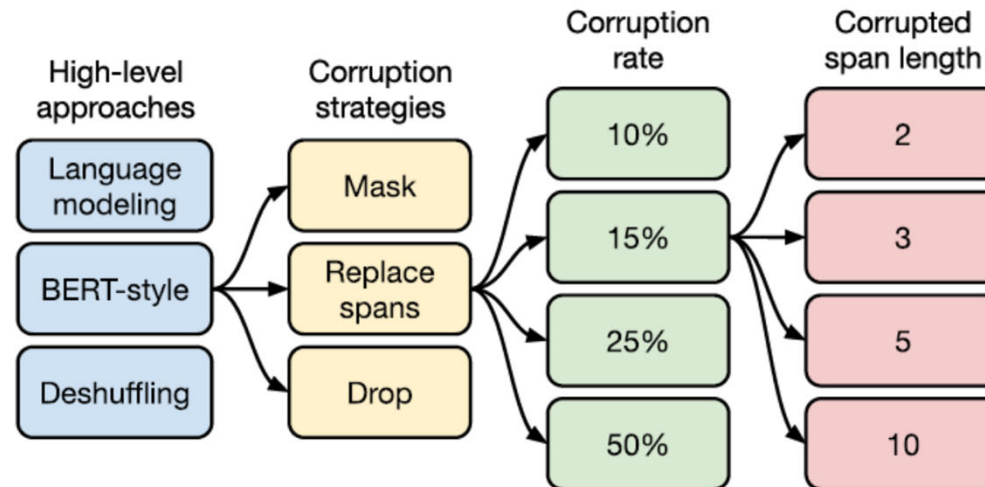 High-level
approaches
Language
modeling
BERT-style
Deshuffling
Corruption
strategies
Mask
Replace
spans
Drop
Corruption
rate
10%
15%
25%
50%
Corrupted
span length
2
3
5
10